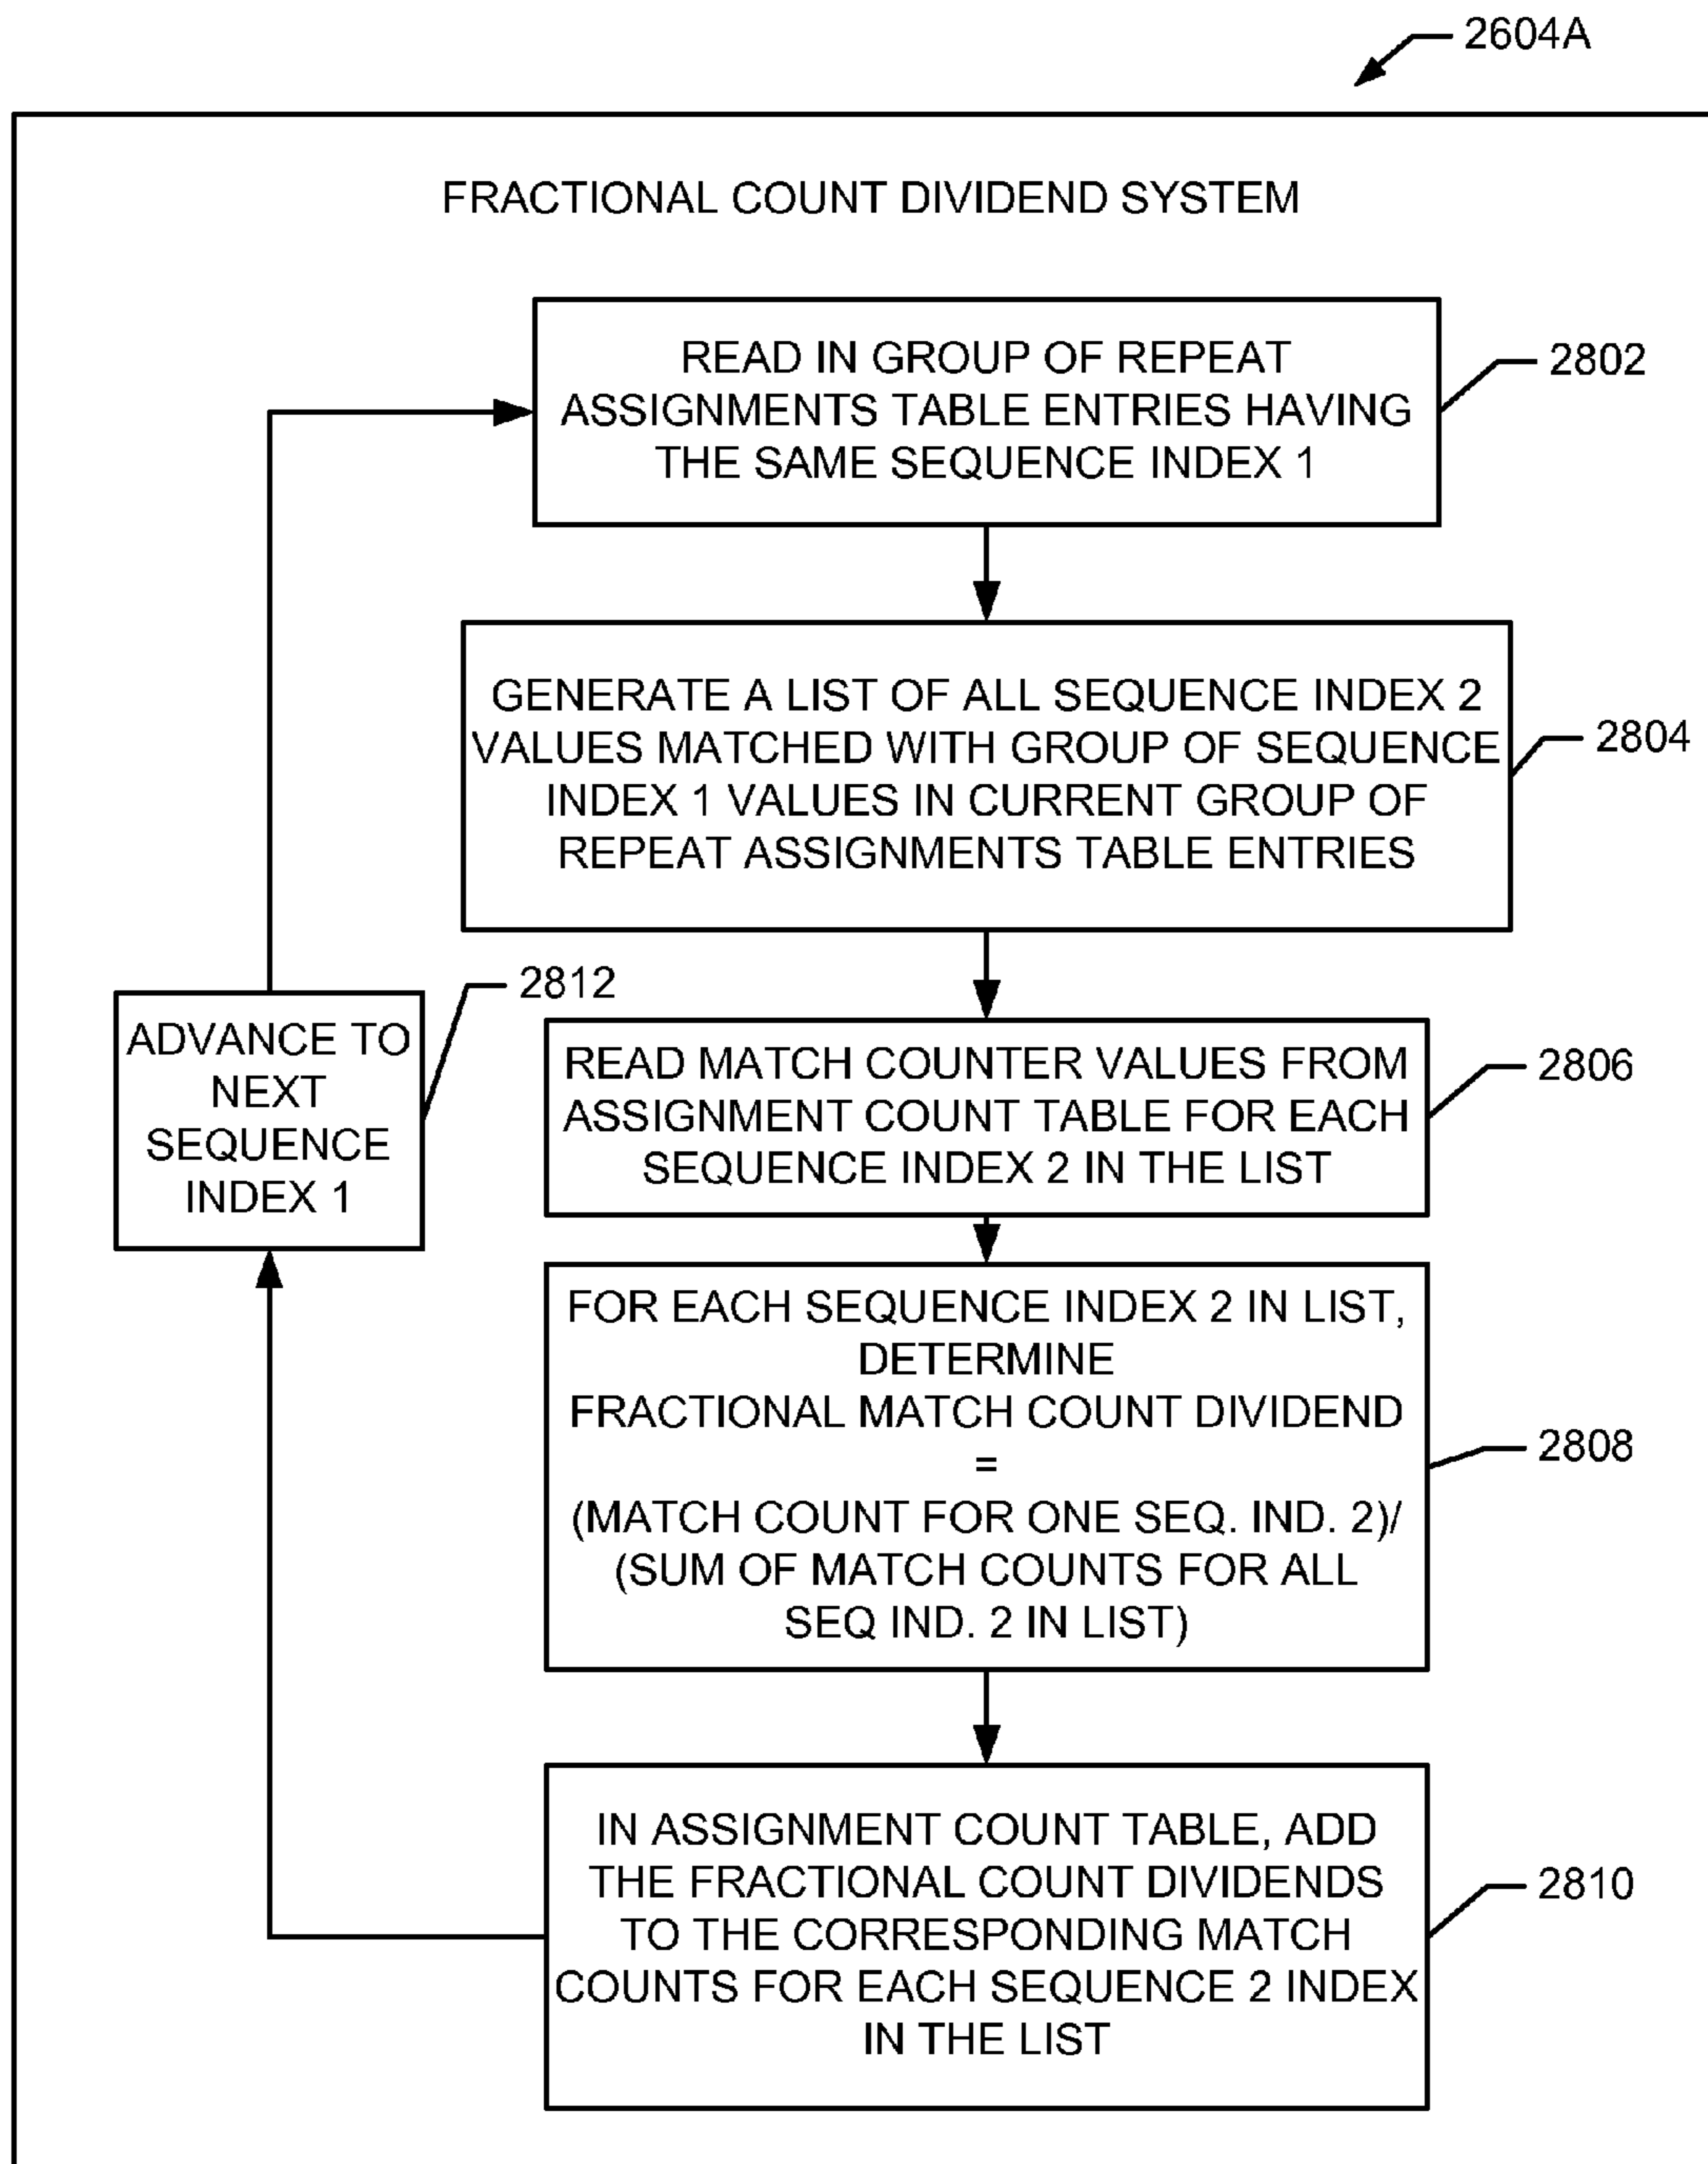 2604A
FRACTIONAL COUNT DIVIDEND SYSTEM
READ IN GROUP OF REPEAT
ASSIGNMENTS TABLE ENTRIES HAVING
THE SAME SEQUENCE INDEX 1
2802
GENERATE A LIST OF ALL SEQUENCE INDEX 2
VALUES MATCHED WITH GROUP OF SEQUENCE
INDEX 1 VALUES IN CURRENT GROUP OF
REPEAT ASSIGNMENTS TABLE ENTRIES
2804
ADVANCE TO
NEXT
SEQUENCE
INDEX 1
2812
READ MATCH COUNTER VALUES FROM
ASSIGNMENT COUNT TABLE FOR EACH
SEQUENCE INDEX 2 IN THE LIST
2806
FOR EACH SEQUENCE INDEX 2 IN LIST,
DETERMINE
FRACTIONAL MATCH COUNT DIVIDEND
=
(MATCH COUNT FOR ONE SEQ. IND. 2)/
(SUM OF MATCH COUNTS FOR ALL
SEQ IND. 2 IN LIST)
2808
IN ASSIGNMENT COUNT TABLE, ADD
THE FRACTIONAL COUNT DIVIDENDS
TO THE CORRESPONDING MATCH
COUNTS FOR EACH SEQUENCE 2 INDEX
IN THE LIST
2810